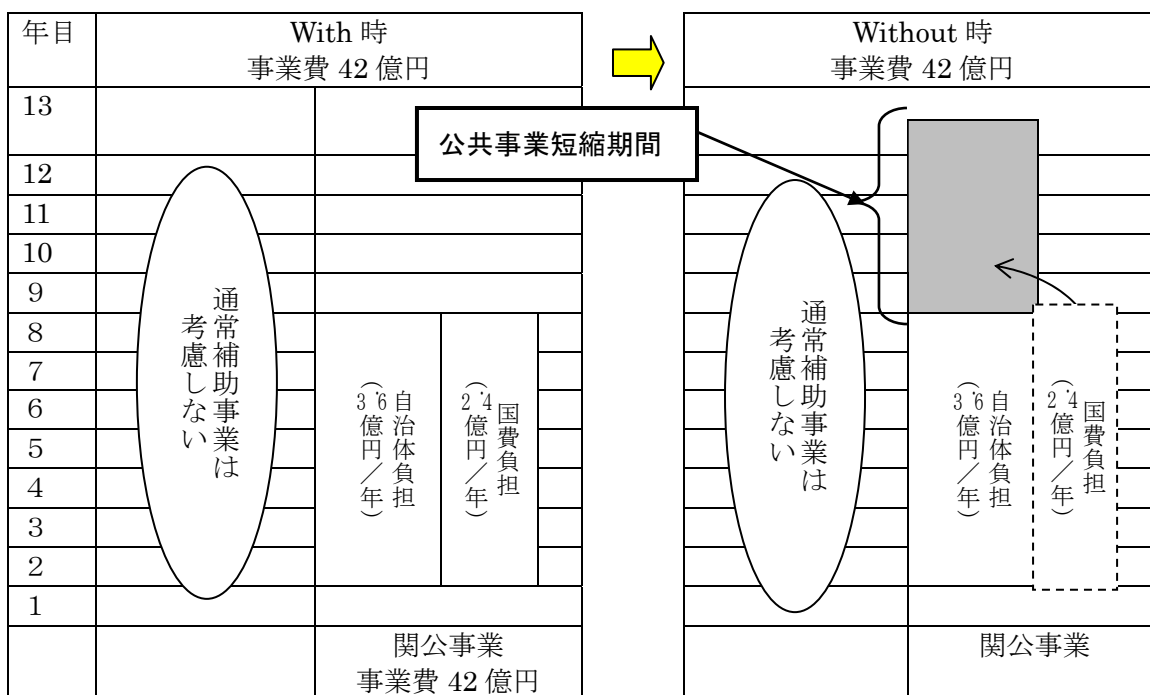 年目
With 時
事業費 42 億円
Without 時
事業費 42 億円
13
12
11
10
9
8
7
6
5
4
3
2
1
公共事業短縮期間
通常補助事業は
考慮しない
自治体負担
（3.6億円／年）
国費負担
（2.4億円／年）
通常補助事業は
考慮しない
自治体負担
（3.6億円／年）
国費負担
（2.4億円／年）
関公事業
事業費 42 億円
関公事業